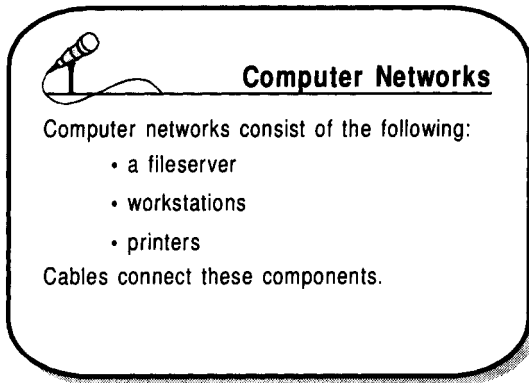 Computer Networks
Computer networks consist of the following:
• a fileserver
• workstations
• printers
Cables connect these components.